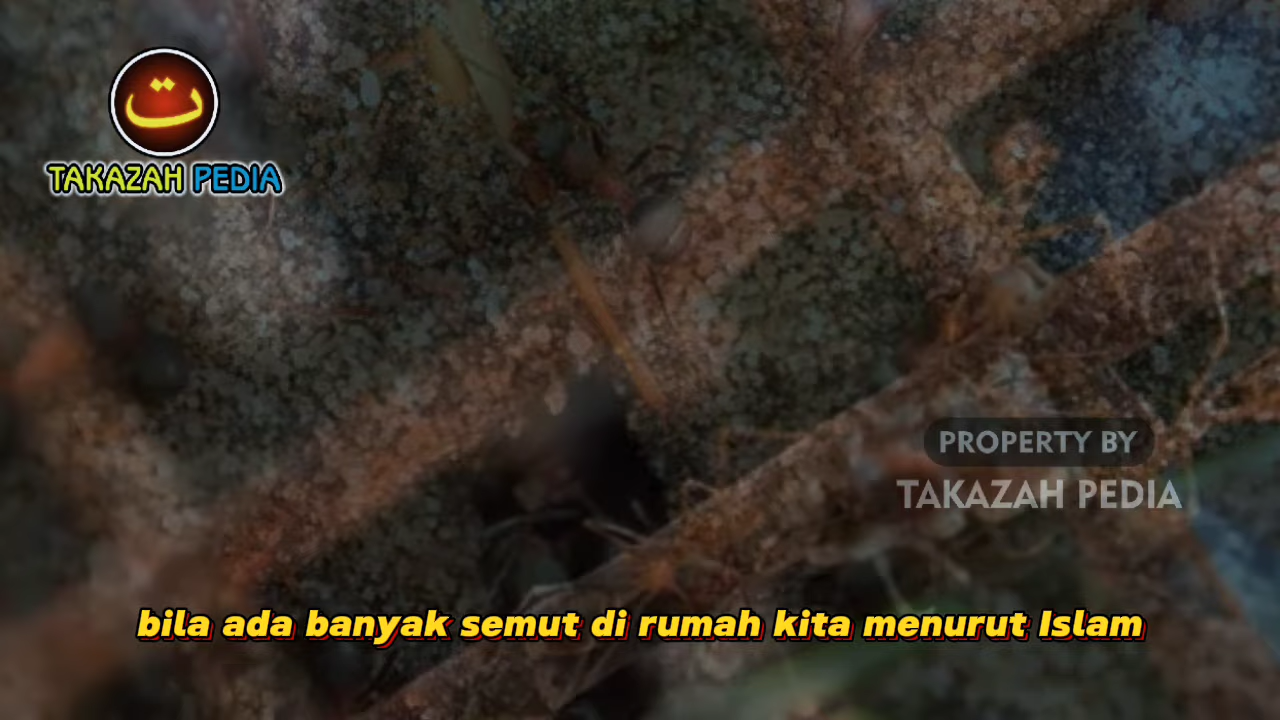 ت
TAKAZAH PEDIA
PROPERTY BY
TAKAZAH PEDIA
bila ada banyak semut di rumah kita menurut Islam